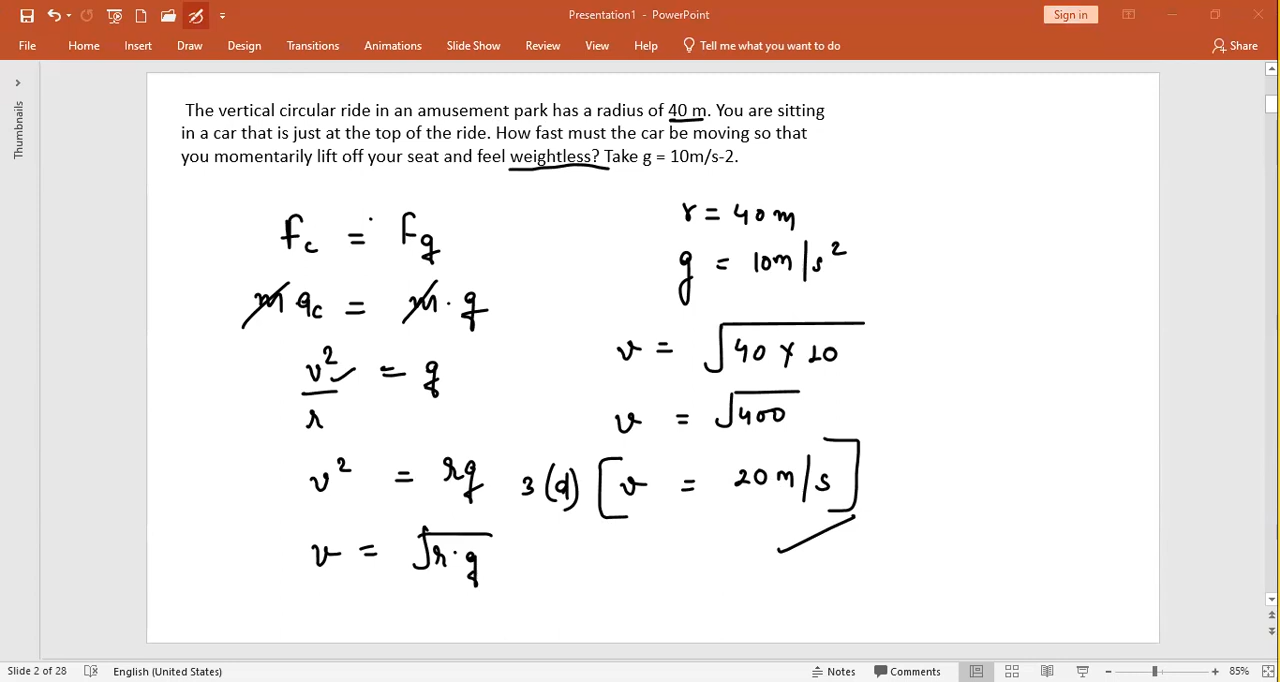 Presentation1 - PowerPoint
Sign in
File Home Insert Draw Design Transitions Animations Slide Show Review View Help Tell me what you want to do Share
Thumbnails
The vertical circular ride in an amusement park has a radius of 40 m. You are sitting
in a car that is just at the top of the ride. How fast must the car be moving so that
you momentarily lift off your seat and feel weightless? Take g = 10m/s-2.
Fc = Fg
m ac = m · g
v²/r = g
v² = rg
v = √r·g
r = 40 m
g = 10m/s²
v = √40 × 10
v = √400
3 (d) [v = 20 m/s]
Slide 2 of 28 English (United States) Notes Comments 85%